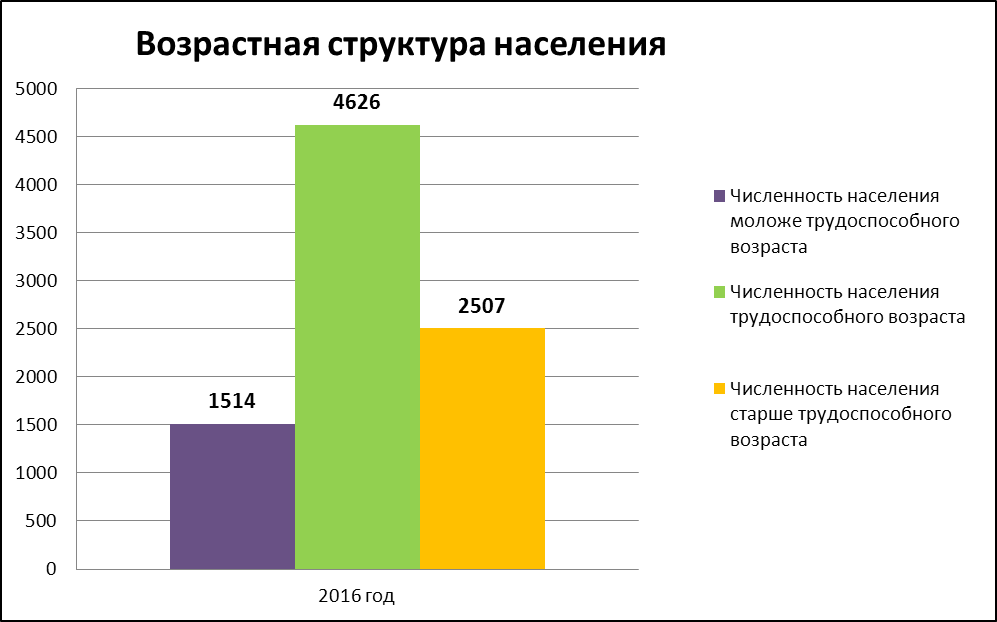 Возрастная структура населения
5000
4500
4000
3500
3000
2500
2000
1500
1000
500
0
4626
2507
1514
2016 год
Численность населения
моложе трудоспособного
возраста
Численность населения
трудоспособного возраста
Численность населения
старше трудоспособного
возраста